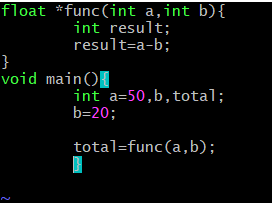 float *func(int a,int b){
        int result;
        result=a-b;
}
void main(){
        int a=50,b,total;
        b=20;

        total=func(a,b);
        }
~